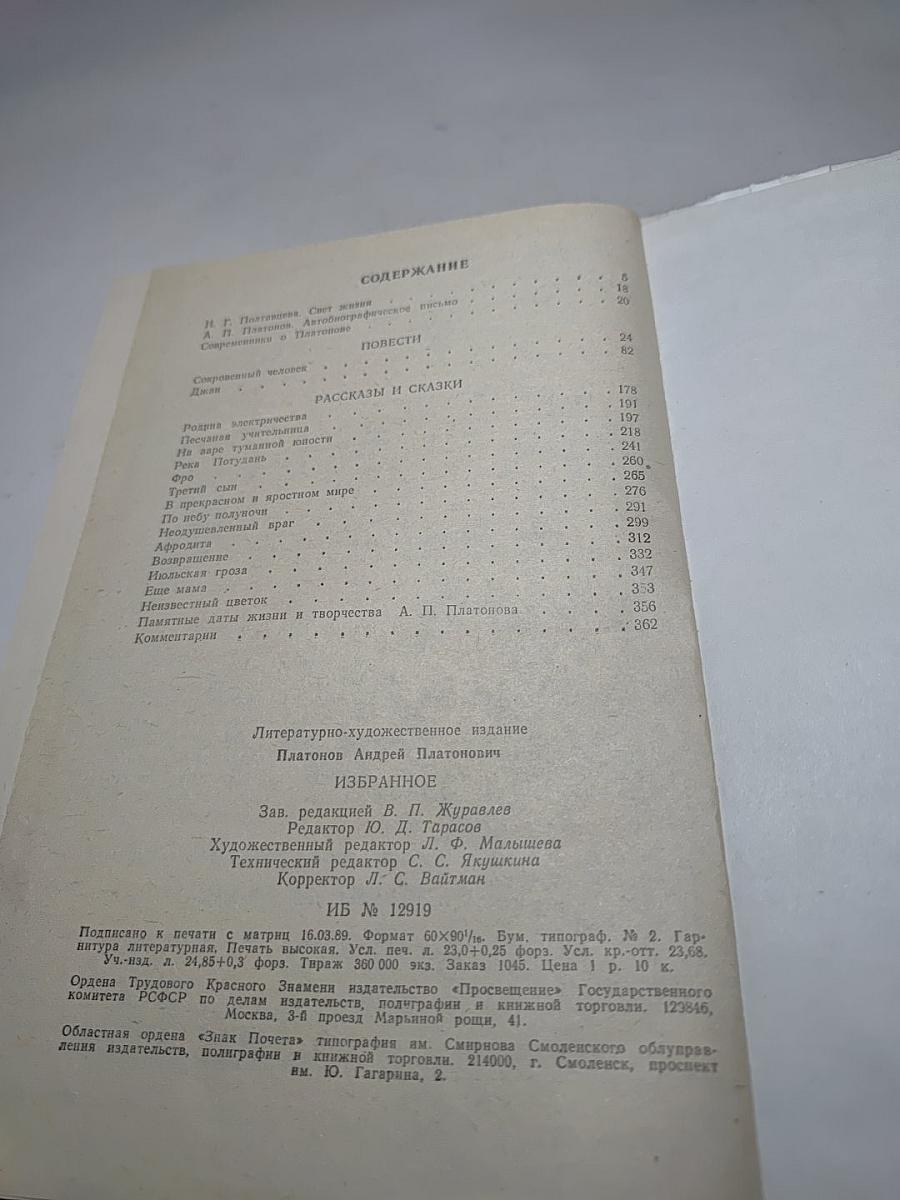 СОДЕРЖАНИЕ
Н. Г. Полтавцева. Свет жизни . . . . . . . . 5
А. П. Платонов. Автобиографическое письмо . . . . . . 18
Современники о Платонове . . . . . . . . 20
ПОВЕСТИ
Сокровенный человек . . . . . . . . 24
Джан . . . . . . . . 82
РАССКАЗЫ И СКАЗКИ
Родина электричества . . . . . . . . 178
Песчаная учительница . . . . . . . . 191
На заре туманной юности . . . . . . . . 197
Река Потудань . . . . . . . . 218
Фро . . . . . . . . 241
Третий сын . . . . . . . . 260
В прекрасном и яростном мире . . . . . . . . 265
По небу полуночи . . . . . . . . 276
Неодушевленный враг . . . . . . . . 291
Афродита . . . . . . . . 299
Возвращение . . . . . . . . 312
Июльская гроза . . . . . . . . 332
Еще мама . . . . . . . . 347
Неизвестный цветок . . . . . . . . 353
Памятные даты жизни и творчества А. П. Платонова . . . . 356
Комментарии . . . . . . . . 362
Литературно-художественное издание
Платонов Андрей Платонович
ИЗБРАННОЕ
Зав. редакцией В. П. Журавлев
Редактор Ю. Д. Тарасов
Художественный редактор Л. Ф. Малышева
Технический редактор С. С. Якушкина
Корректор Л. С. Вайтман
ИБ № 12919
Подписано к печати с матриц 16.03.89. Формат 60×90¹/₁₆. Бум. типограф. № 2. Гар-
нитура литературная. Печать высокая. Усл. печ. л. 23,0+0,25 форз. Усл. кр.-отт. 23,68.
Уч.-изд. л. 24,85+0,3 форз. Тираж 360 000 экз. Заказ 1045. Цена 1 р. 10 к.
Ордена Трудового Красного Знамени издательство «Просвещение» Государственного
комитета РСФСР по делам издательств, полиграфии и книжной торговли. 123846,
Москва, 3-й проезд Марьиной рощи, 41.
Областная ордена «Знак Почета» типография им. Смирнова Смоленского облуправ-
ления издательств, полиграфии и книжной торговли. 214000, г. Смоленск, проспект
им. Ю. Гагарина, 2.